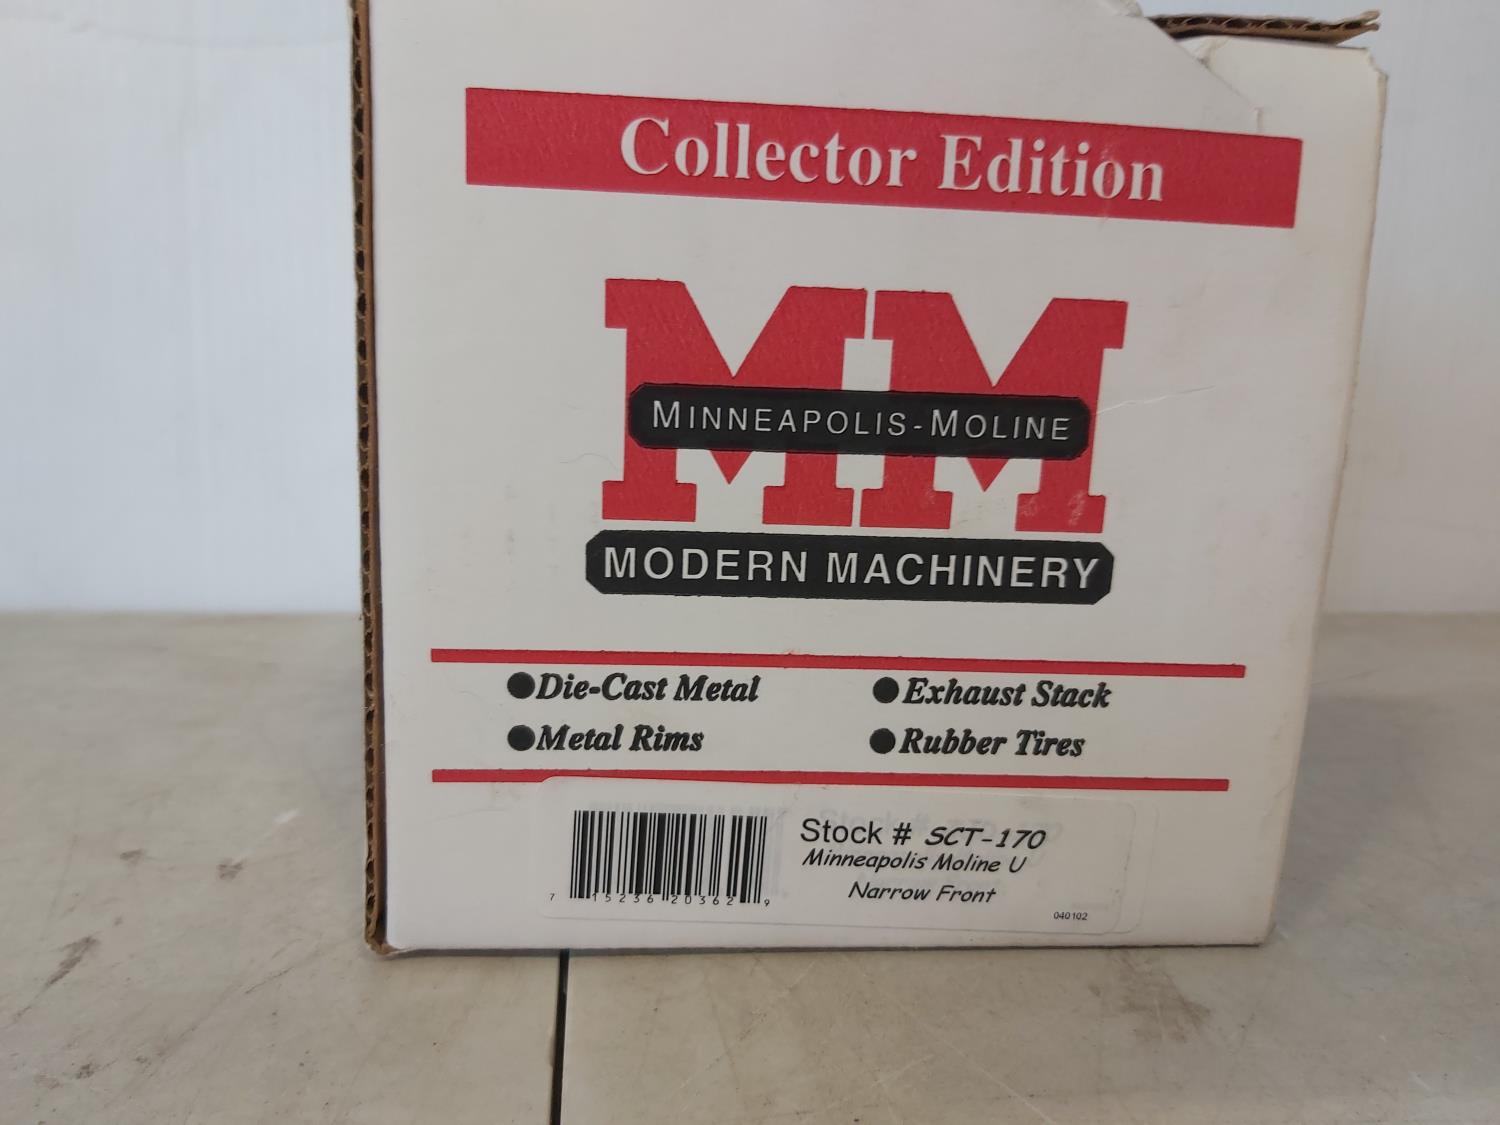 Collector Edition
MM
MINNEAPOLIS-MOLINE
MODERN MACHINERY
●Die-Cast Metal ●Exhaust Stack
●Metal Rims ●Rubber Tires
Stock # SCT-170
Minneapolis Moline U
Narrow Front
7 15236 20362 9
040102